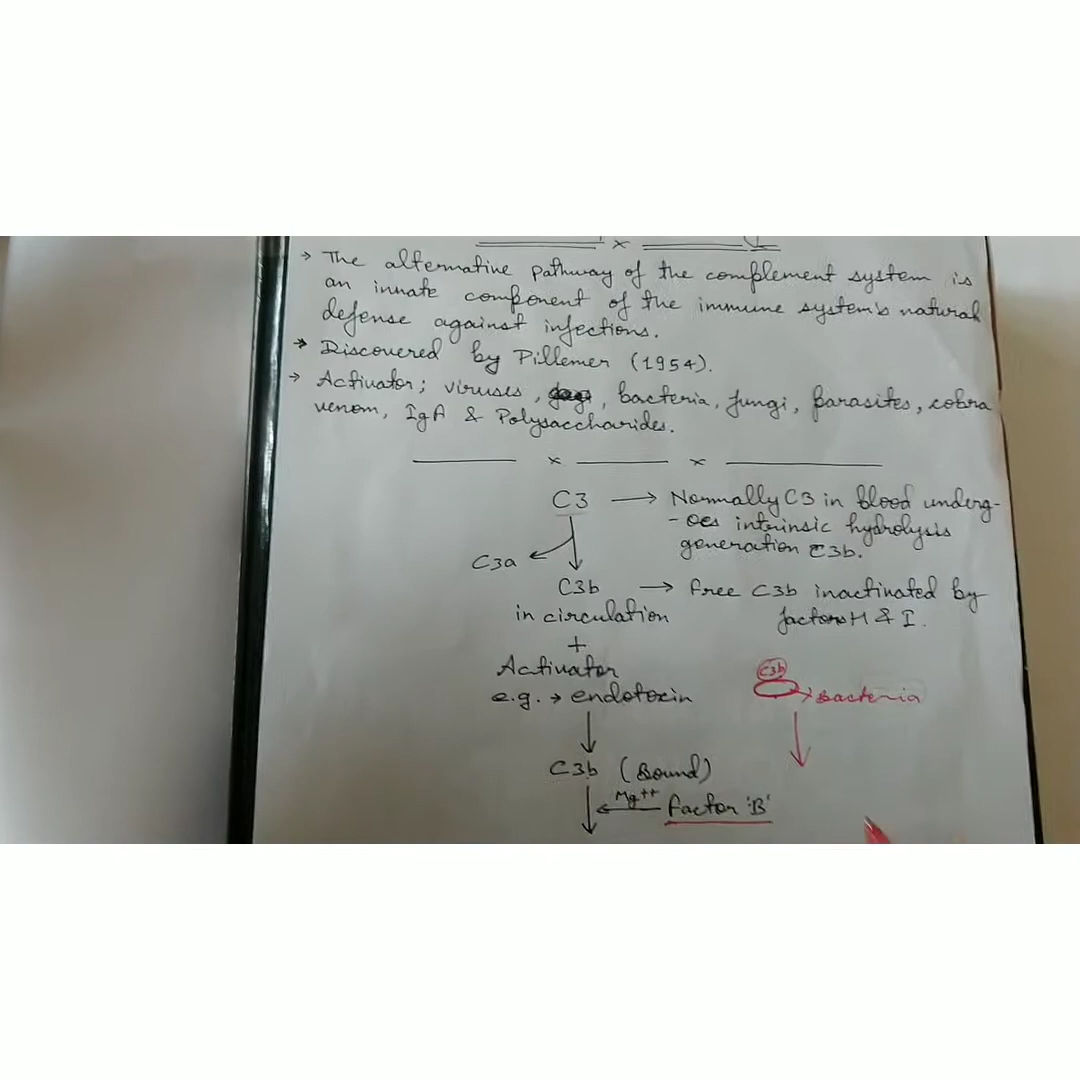 → The alternative pathway of the complement system is
an innate component of the immune system's natural
defense against infections.
→ Discovered by Pillemer (1954).
→ Activator; viruses, , bacteria, fungi, parasites, cobra
venom, IgA & Polysaccharides.
x x
C3 → Normally C3 in blood underg-
-oes intrinsic hydrolysis
generation C3b.
C3a
C3b → free C3b inactivated by
in circulation factors H & I.
+
Activator C3b
e.g. → endotoxin → Bacteria
C3b (Bound)
Mg++ factor 'B'